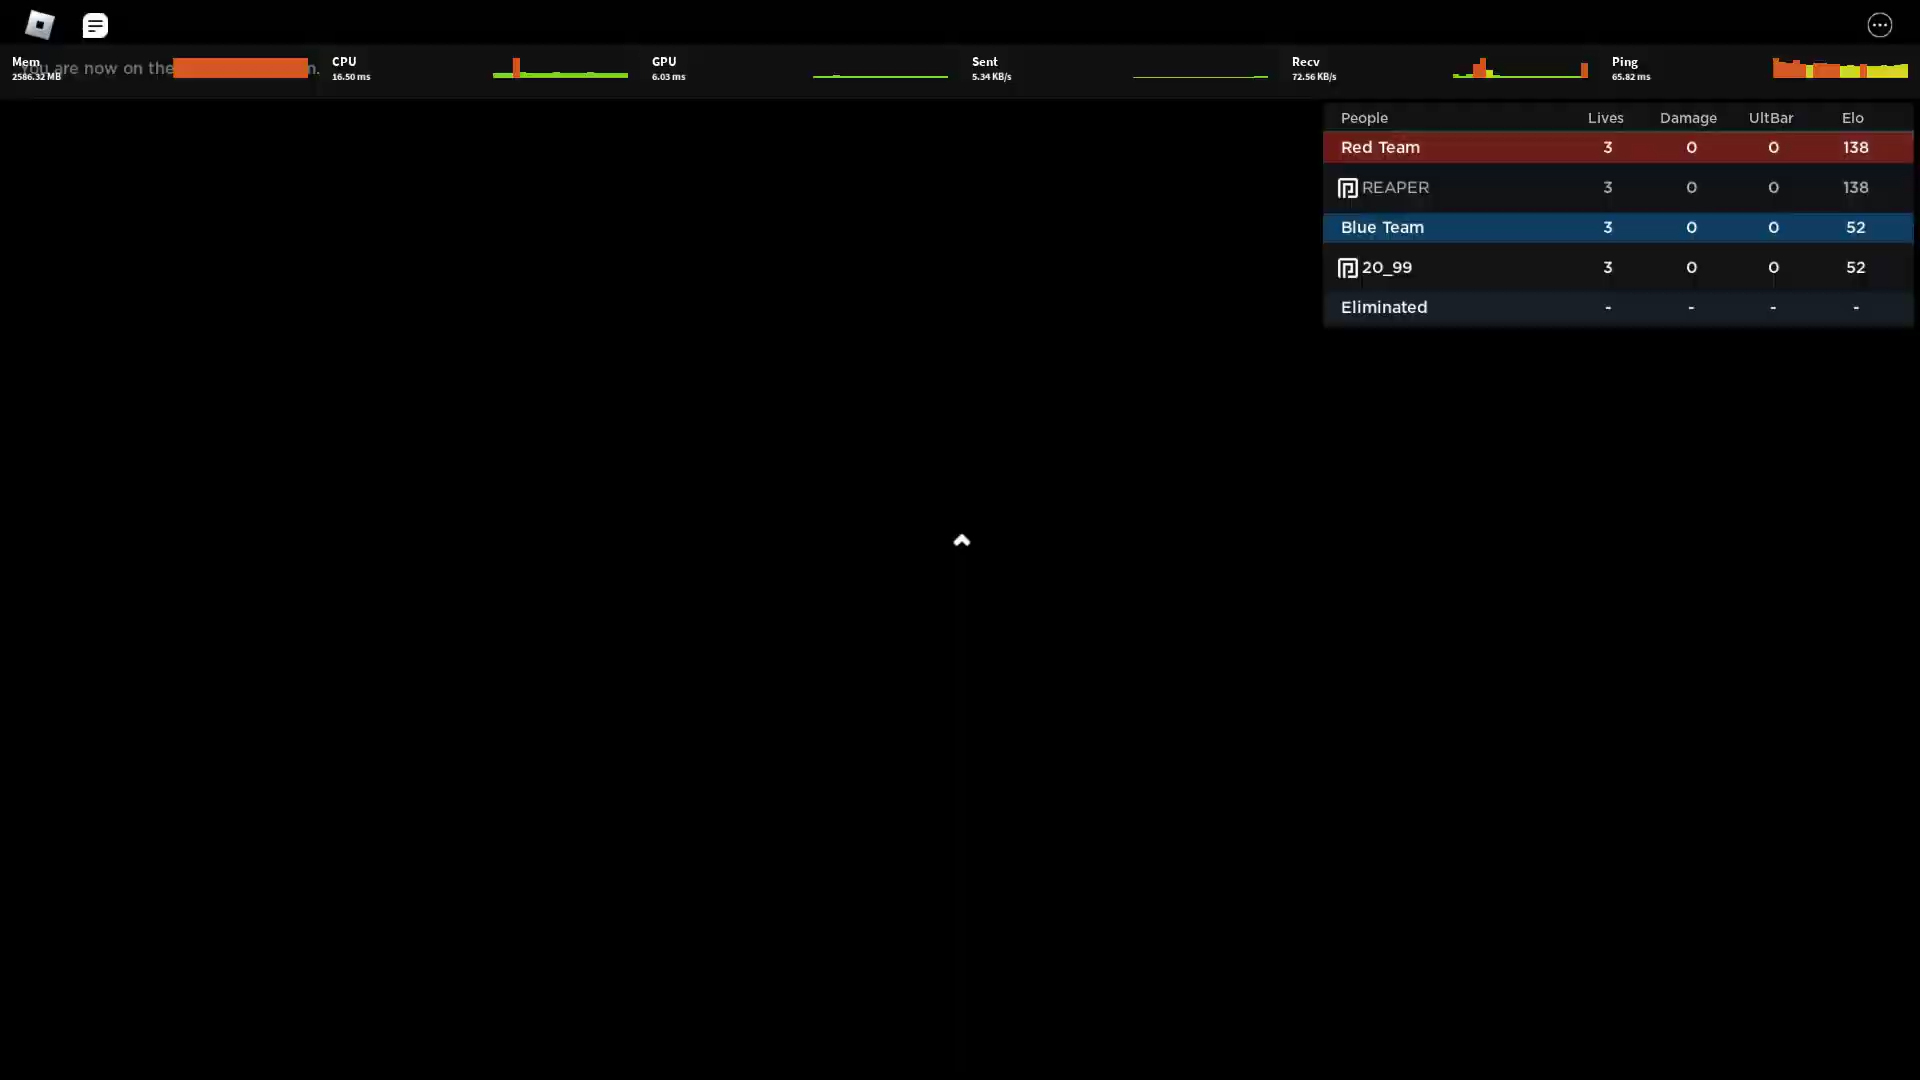 Mem
2586.32 MB
You are now on the
CPU
16.50 ms
GPU
6.03 ms
Sent
5.34 KB/s
Recv
72.56 KB/s
Ping
65.82 ms
People Lives Damage UltBar Elo
Red Team 3 0 0 138
REAPER 3 0 0 138
Blue Team 3 0 0 52
20_99 3 0 0 52
Eliminated - - - -